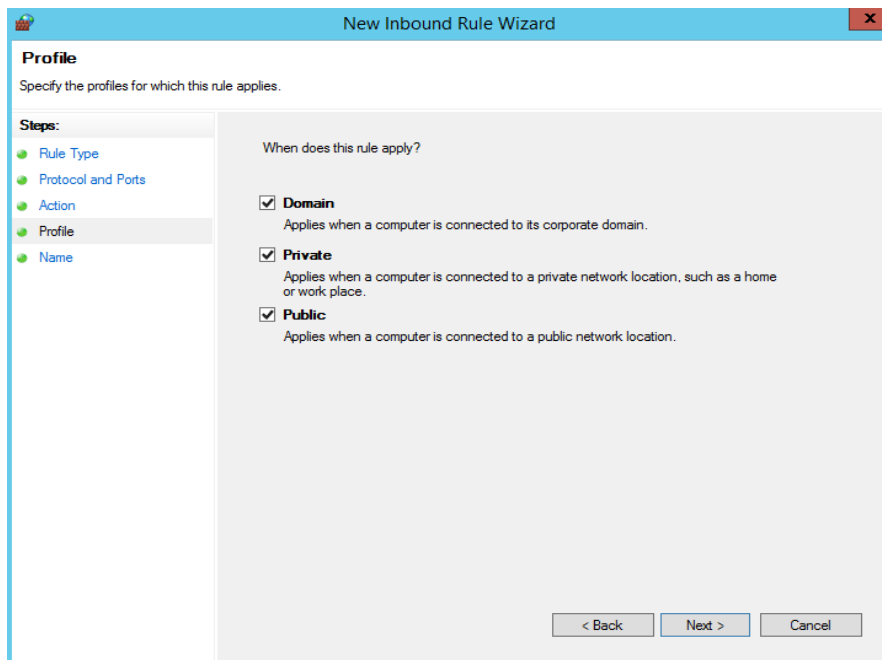 New Inbound Rule Wizard
x
Profile
Specify the profiles for which this rule applies.
Steps:
Rule Type
Protocol and Ports
Action
Profile
Name
When does this rule apply?
Domain
Applies when a computer is connected to its corporate domain.
Private
Applies when a computer is connected to a private network location, such as a home
or work place.
Public
Applies when a computer is connected to a public network location.
< Back
Next >
Cancel